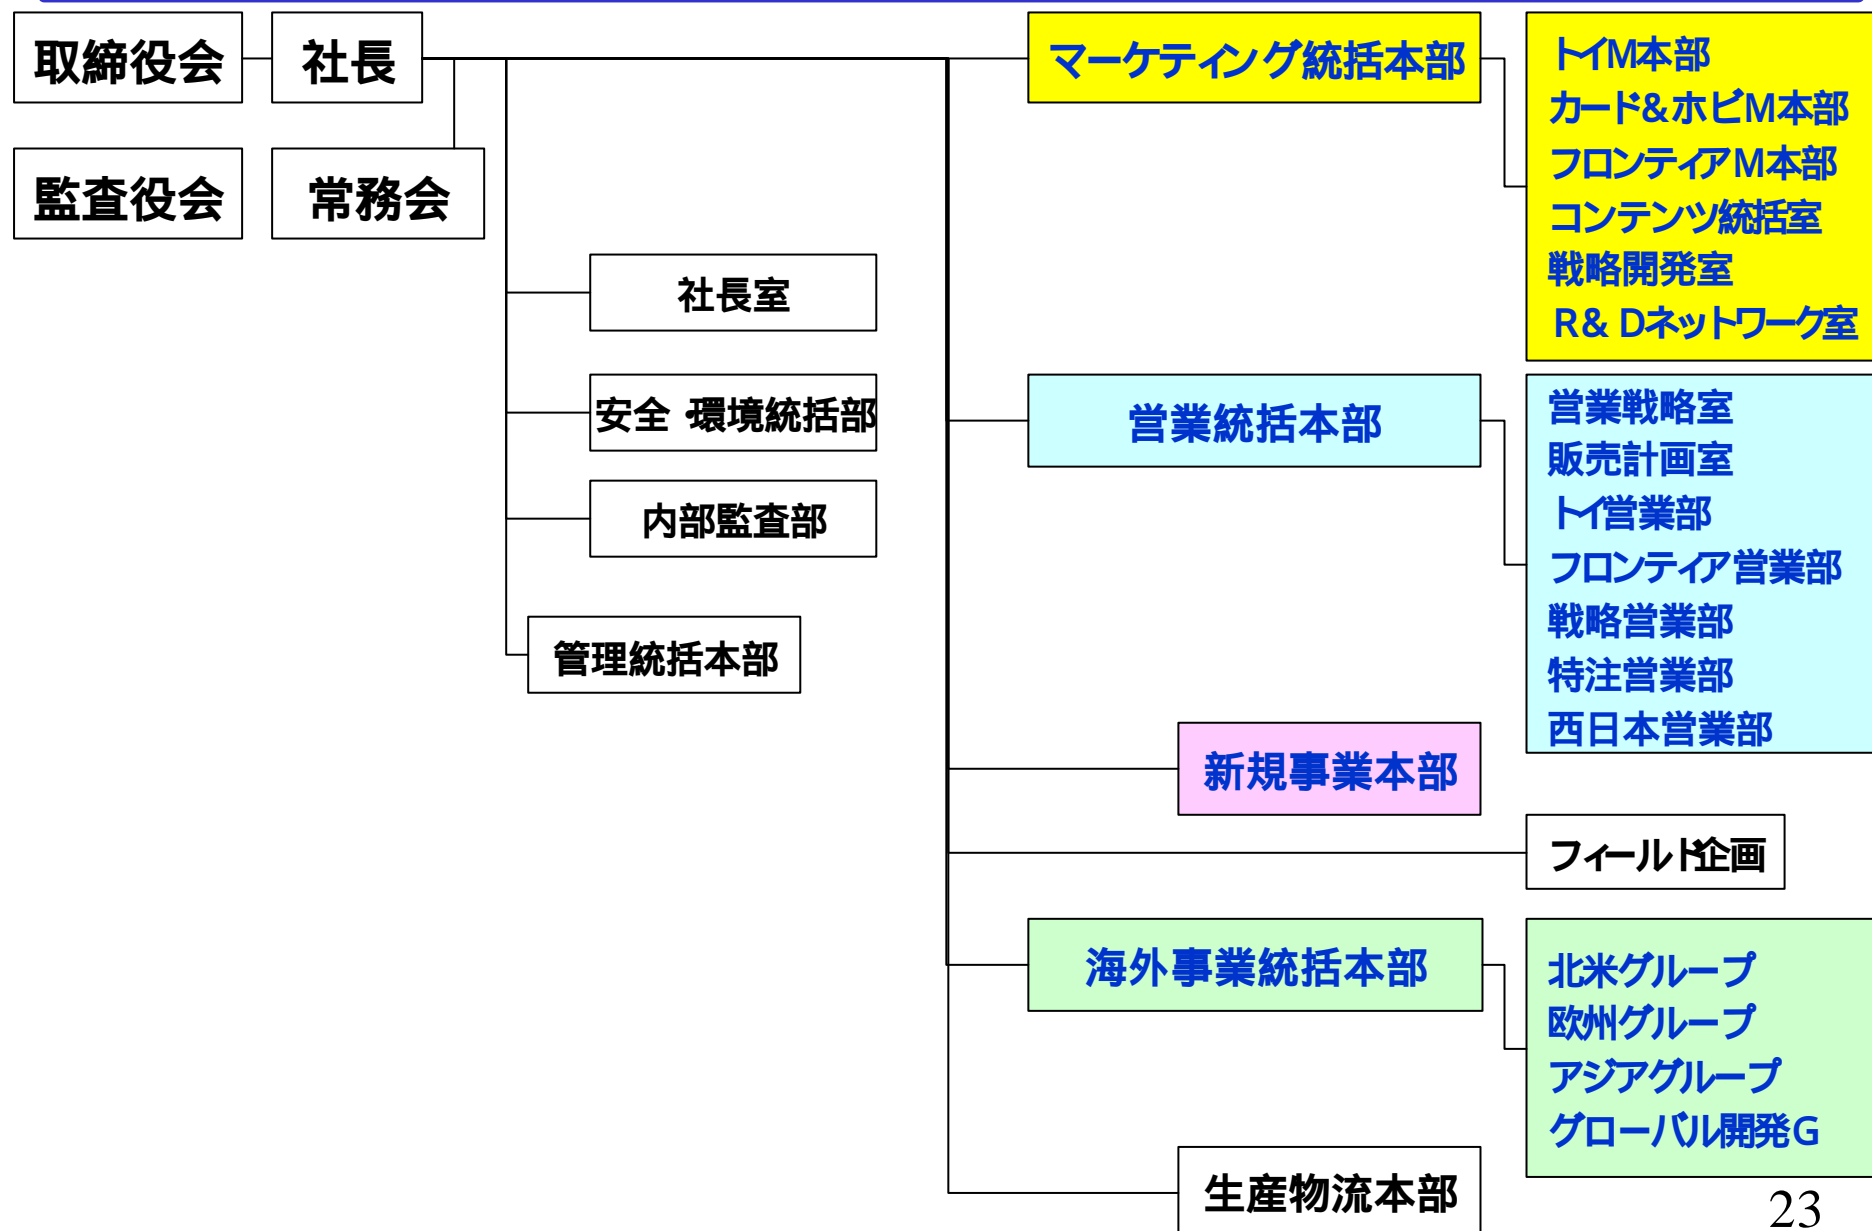 取締役会
社長
監査役会
常務会
社長室
安全・環境統括部
内部監査部
管理統括本部
マーケティング統括本部
トイM本部
カード&ホビM本部
フロンティアM本部
コンテンツ統括室
戦略開発室
R&Dネットワーク室
営業統括本部
営業戦略室
販売計画室
トイ営業部
フロンティア営業部
戦略営業部
特注営業部
西日本営業部
新規事業本部
フィールド企画
海外事業統括本部
北米グループ
欧州グループ
アジアグループ
グローバル開発G
生産物流本部
23